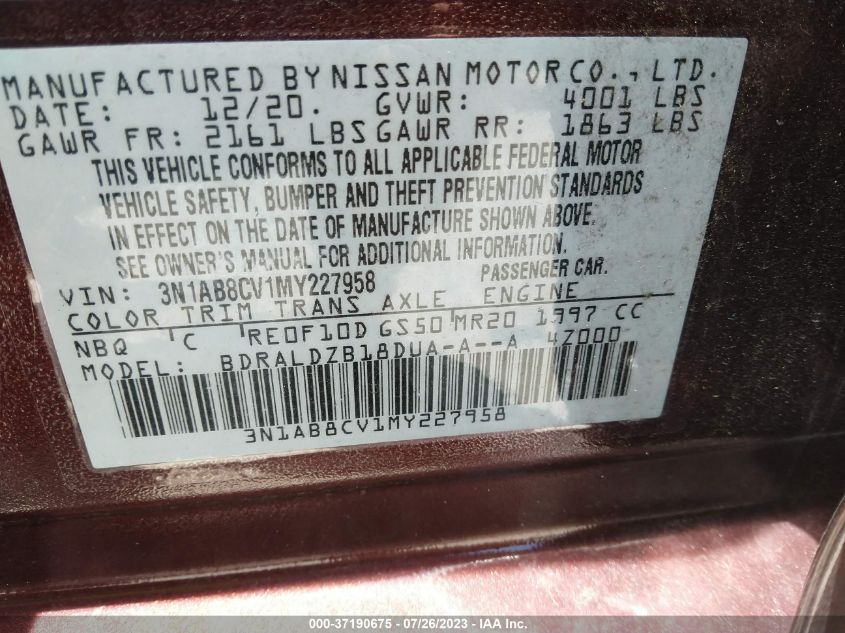 MANUFACTURED BY NISSAN MOTOR CO., LTD.
DATE: 12/20. GVWR: 4001 LBS
GAWR FR: 2161 LBS GAWR RR: 1863 LBS
THIS VEHICLE CONFORMS TO ALL APPLICABLE FEDERAL MOTOR
VEHICLE SAFETY, BUMPER AND THEFT PREVENTION STANDARDS
IN EFFECT ON THE DATE OF MANUFACTURE SHOWN ABOVE.
SEE OWNER'S MANUAL FOR ADDITIONAL INFORMATION.
PASSENGER CAR.
VIN: 3N1AB8CV1MY227958
COLOR TRIM TRANS AXLE ENGINE
NBQ C RE0F10D GS50 MR20 1997 CC
MODEL: BDRALDZB18DUA-A--A 4Z000
3N1AB8CV1MY227958
000-37190675 - 07/26/2023 - IAA Inc.